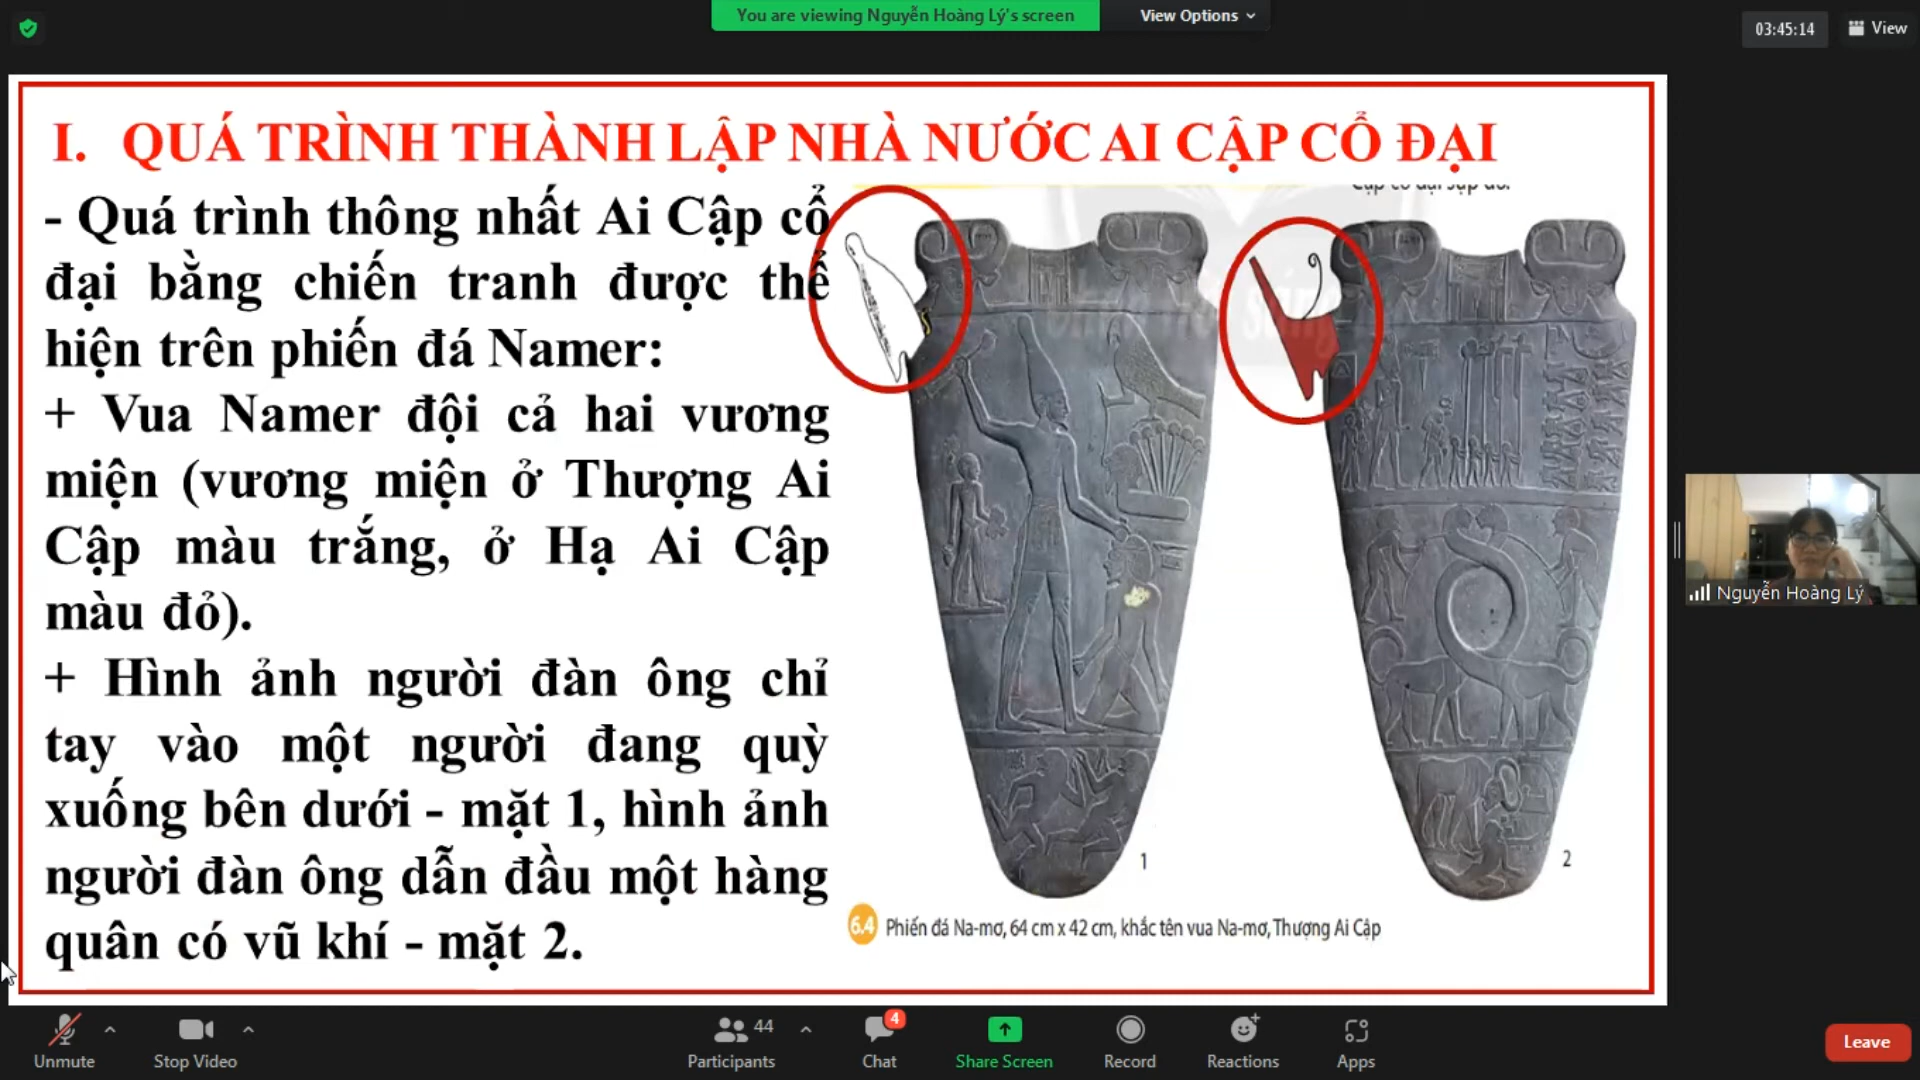 You are viewing Nguyễn Hoàng Lý's screen
View Options
03:45:14
View
I. QUÁ TRÌNH THÀNH LẬP NHÀ NƯỚC AI CẬP CỔ ĐẠI
- Quá trình thông nhất Ai Cập cổ
đại bằng chiến tranh được thể
hiện trên phiến đá Namer:
+ Vua Namer đội cả hai vương
miện (vương miện ở Thượng Ai
Cập màu trắng, ở Hạ Ai Cập
màu đỏ).
+ Hình ảnh người đàn ông chỉ
tay vào một người đang quỳ
xuống bên dưới - mặt 1, hình ảnh
người đàn ông dẫn đầu một hàng
quân có vũ khí - mặt 2.
1
2
6.4 Phiến đá Na-mơ, 64 cm x 42 cm, khắc tên vua Na-mơ, Thượng Ai Cập
Nguyễn Hoàng Lý
Unmute
Stop Video
44
Participants
4
Chat
Share Screen
Record
Reactions
Apps
Leave